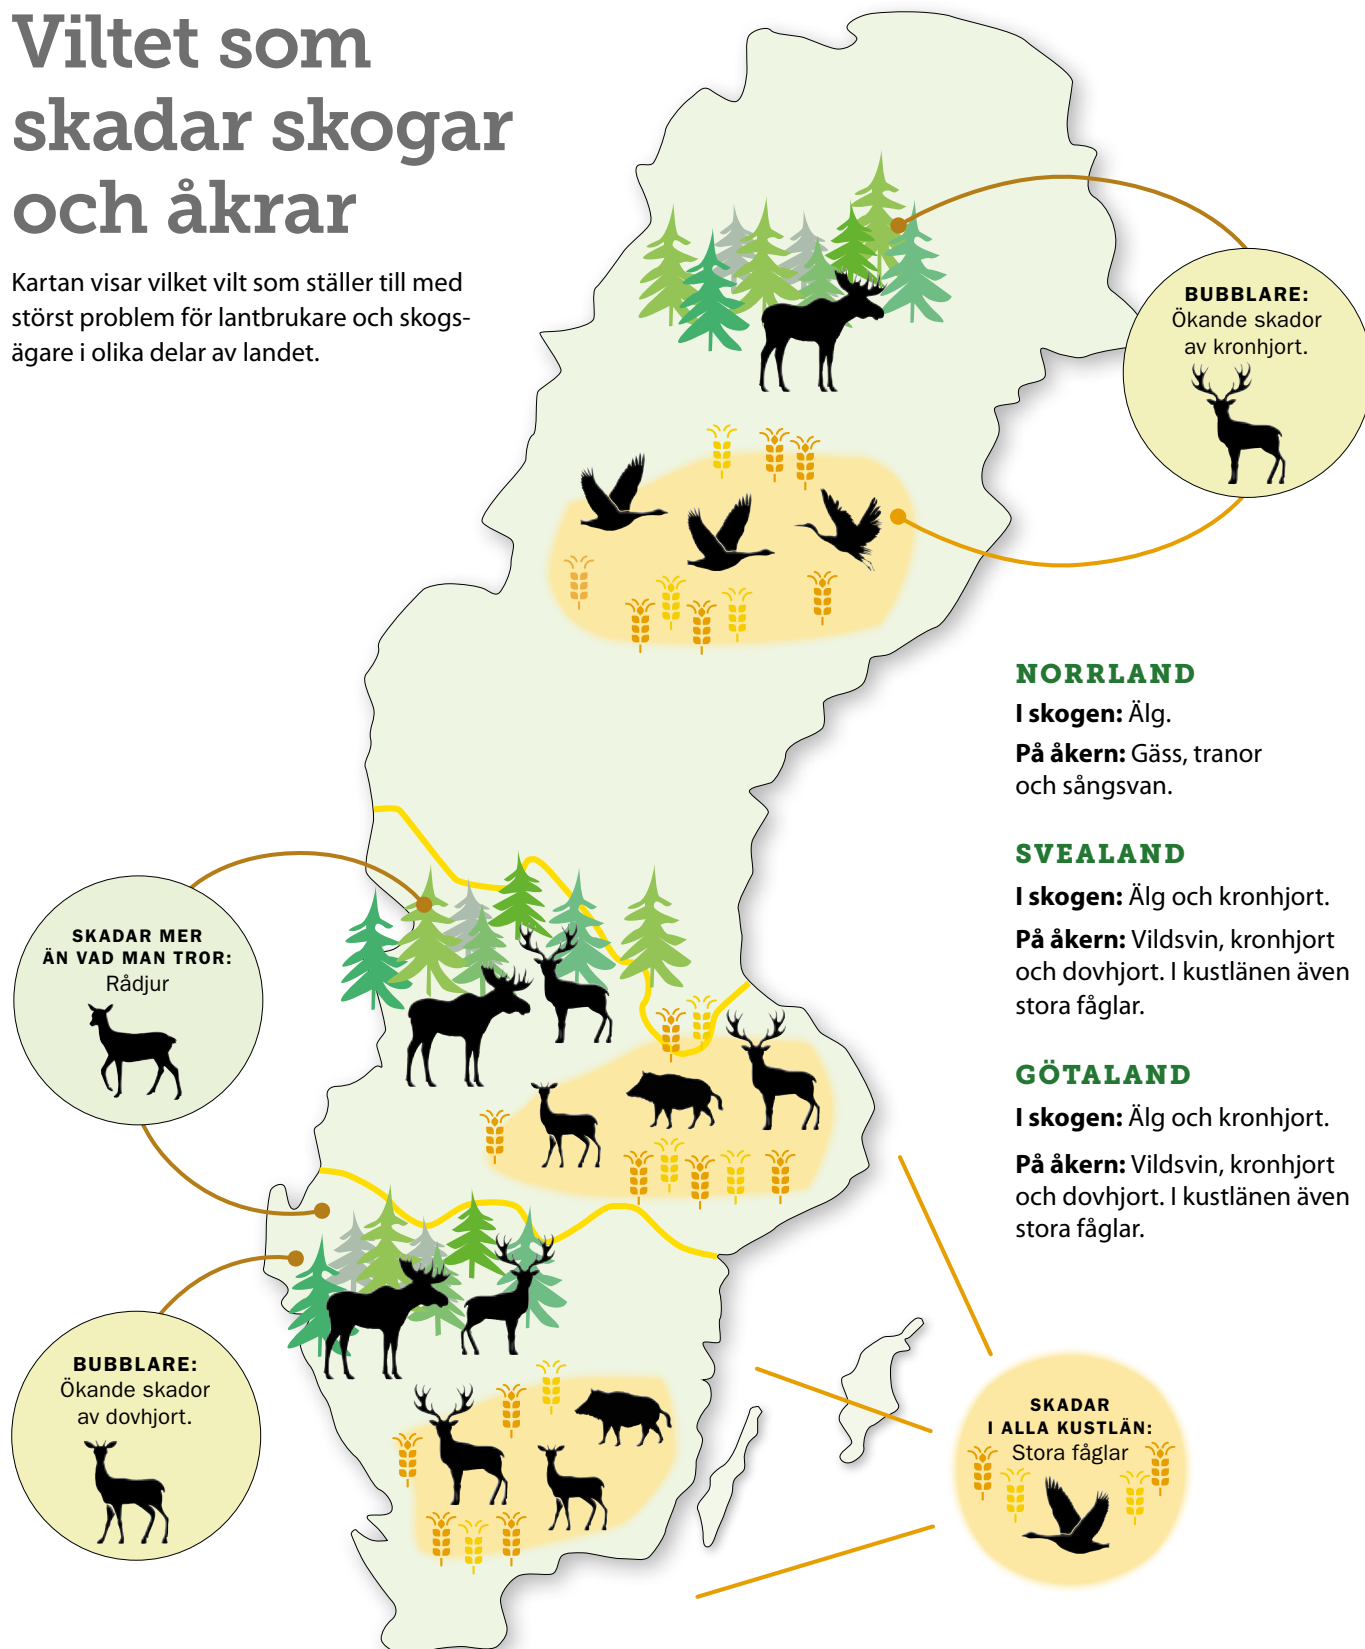 Viltet som
skadar skogar
och åkrar
Kartan visar vilket vilt som ställer till med
störst problem för lantbrukare och skogs-
ägare i olika delar av landet.
BUBBLARE:
Ökande skador
av kronhjort.
NORRLAND
I skogen: Älg.
På åkern: Gäss, tranor
och sångsvan.
SVEALAND
I skogen: Älg och kronhjort.
På åkern: Vildsvin, kronhjort
och dovhjort. I kustlänen även
stora fåglar.
GÖTALAND
I skogen: Älg och kronhjort.
På åkern: Vildsvin, kronhjort
och dovhjort. I kustlänen även
stora fåglar.
SKADAR MER
ÄN VAD MAN TROR:
Rådjur
BUBBLARE:
Ökande skador
av dovhjort.
SKADAR
I ALLA KUSTLÄN:
Stora fåglar